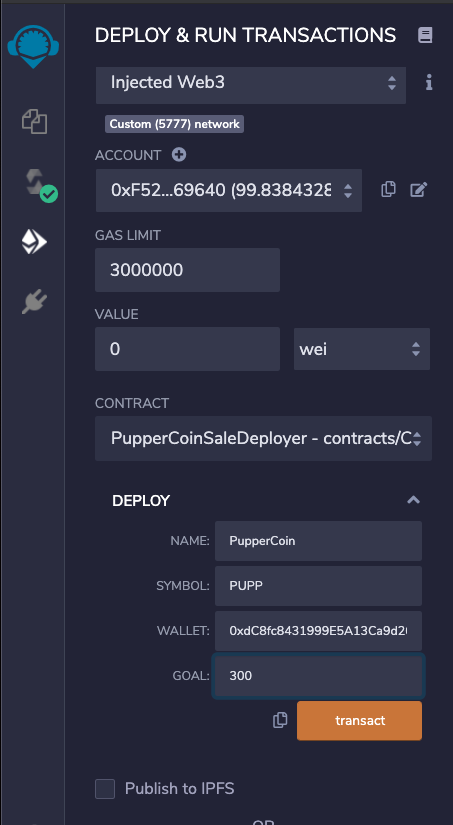 DEPLOY & RUN TRANSACTIONS
Injected Web3
Custom (5777) network
ACCOUNT
0xF52...69640 (99.8384328
GAS LIMIT
3000000
VALUE
0 wei
CONTRACT
PupperCoinSaleDeployer - contracts/C
DEPLOY
NAME: PupperCoin
SYMBOL: PUPP
WALLET: 0xdC8fc8431999E5A13Ca9d2
GOAL: 300
transact
Publish to IPFS
OR